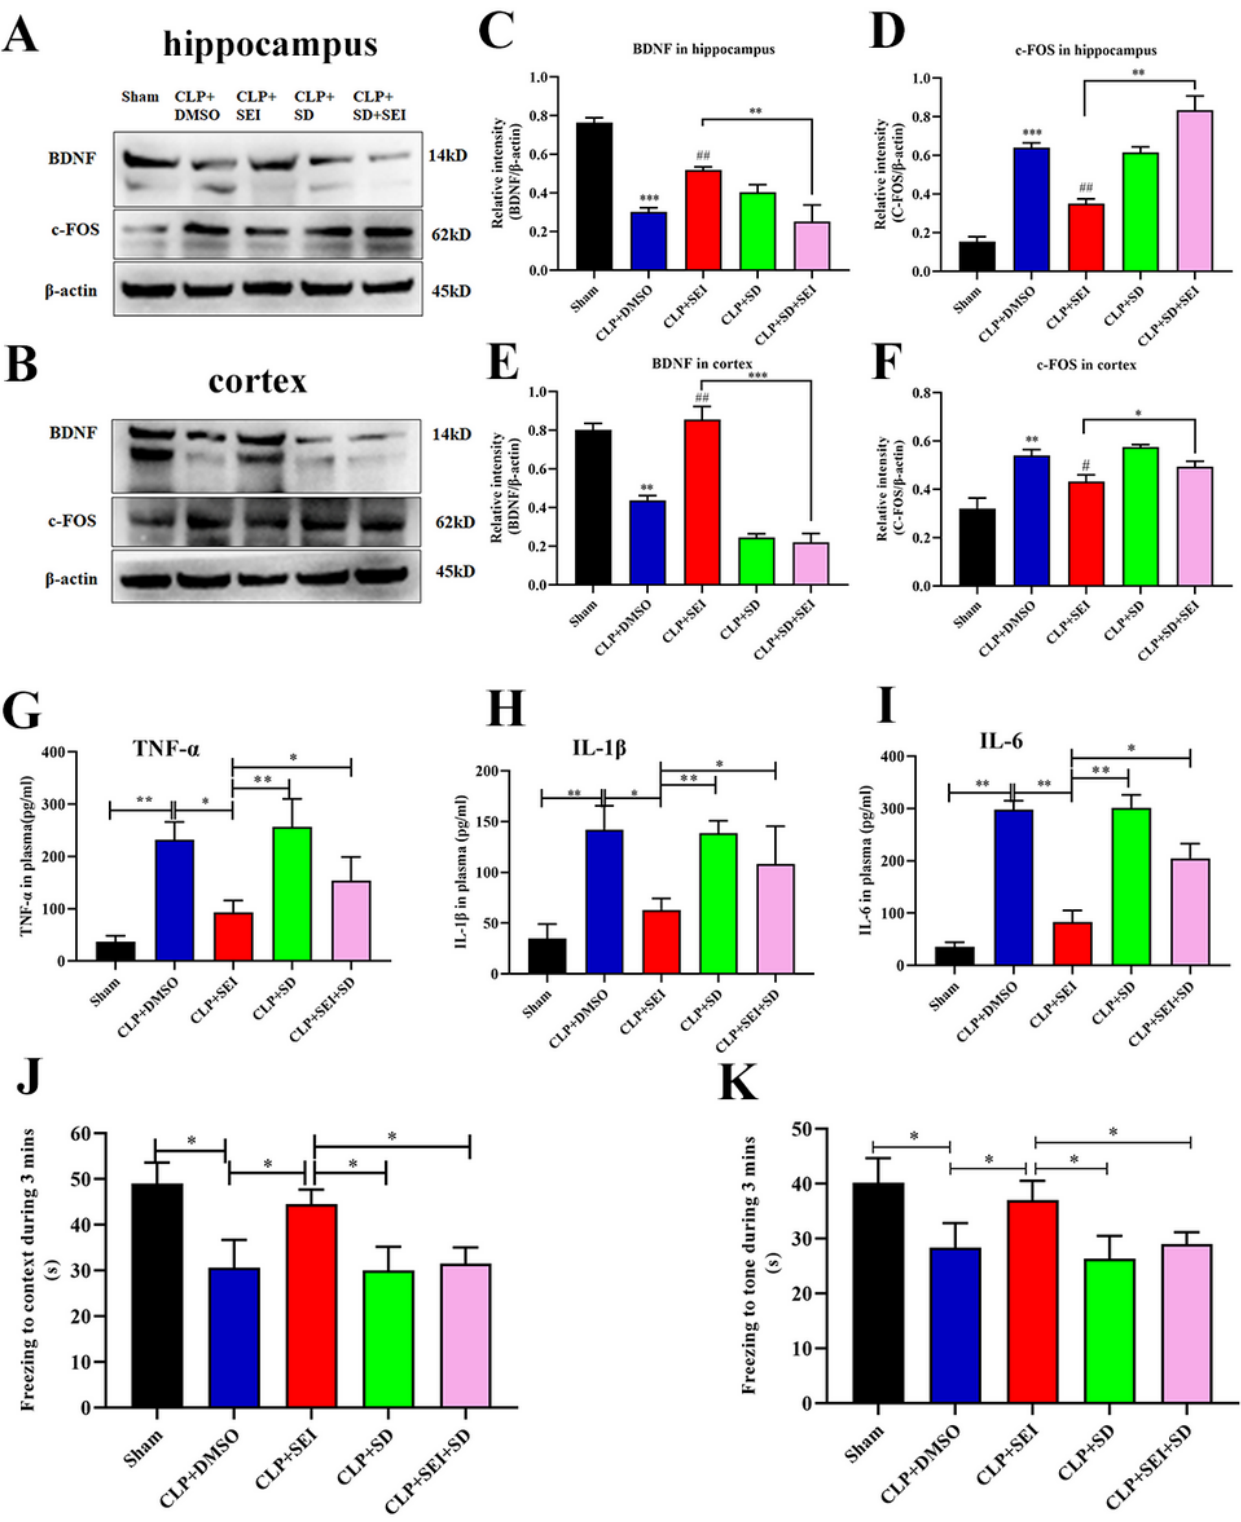 A
hippocampus
Sham CLP+ CLP+ CLP+ CLP+
DMSO SEI SD SD+SEI
BDNF 14kD
c-FOS 62kD
β-actin 45kD
B
cortex
BDNF 14kD
c-FOS 62kD
β-actin 45kD
C
BDNF in hippocampus
Relative intensity
(BDNF/β-actin)
1.0
0.8
0.6
0.4
0.2
0.0
***
##
**
Sham
CLP+DMSO
CLP+SEI
CLP+SD
CLP+SD+SEI
D
c-FOS in hippocampus
Relative intensity
(C-FOS/β-actin)
1.0
0.8
0.6
0.4
0.2
0.0
***
##
**
Sham
CLP+DMSO
CLP+SEI
CLP+SD
CLP+SD+SEI
E
BDNF in cortex
Relative intensity
(BDNF/β-actin)
1.0
0.8
0.6
0.4
0.2
0.0
**
##
***
Sham
CLP+DMSO
CLP+SEI
CLP+SD
CLP+SD+SEI
F
c-FOS in cortex
Relative intensity
(C-FOS/β-actin)
0.8
0.6
0.4
0.2
0.0
**
#
*
Sham
CLP+DMSO
CLP+SEI
CLP+SD
CLP+SD+SEI
G
TNF-α
TNF-α in plasma(pg/ml)
400
300
200
100
0
**
*
**
*
Sham
CLP+DMSO
CLP+SEI
CLP+SD
CLP+SEI+SD
H
IL-1β
IL-1β in plasma (pg/ml)
200
150
100
50
0
**
*
**
*
Sham
CLP+DMSO
CLP+SEI
CLP+SD
CLP+SEI+SD
I
IL-6
IL-6 in plasma (pg/ml)
400
300
200
100
0
**
**
**
*
Sham
CLP+DMSO
CLP+SEI
CLP+SD
CLP+SEI+SD
J
Freezing to context during 3 mins
(s)
60
50
40
30
20
10
0
*
*
*
*
Sham
CLP+DMSO
CLP+SEI
CLP+SD
CLP+SEI+SD
K
Freezing to tone during 3 mins
(s)
50
40
30
20
10
0
*
*
*
*
Sham
CLP+DMSO
CLP+SEI
CLP+SD
CLP+SEI+SD